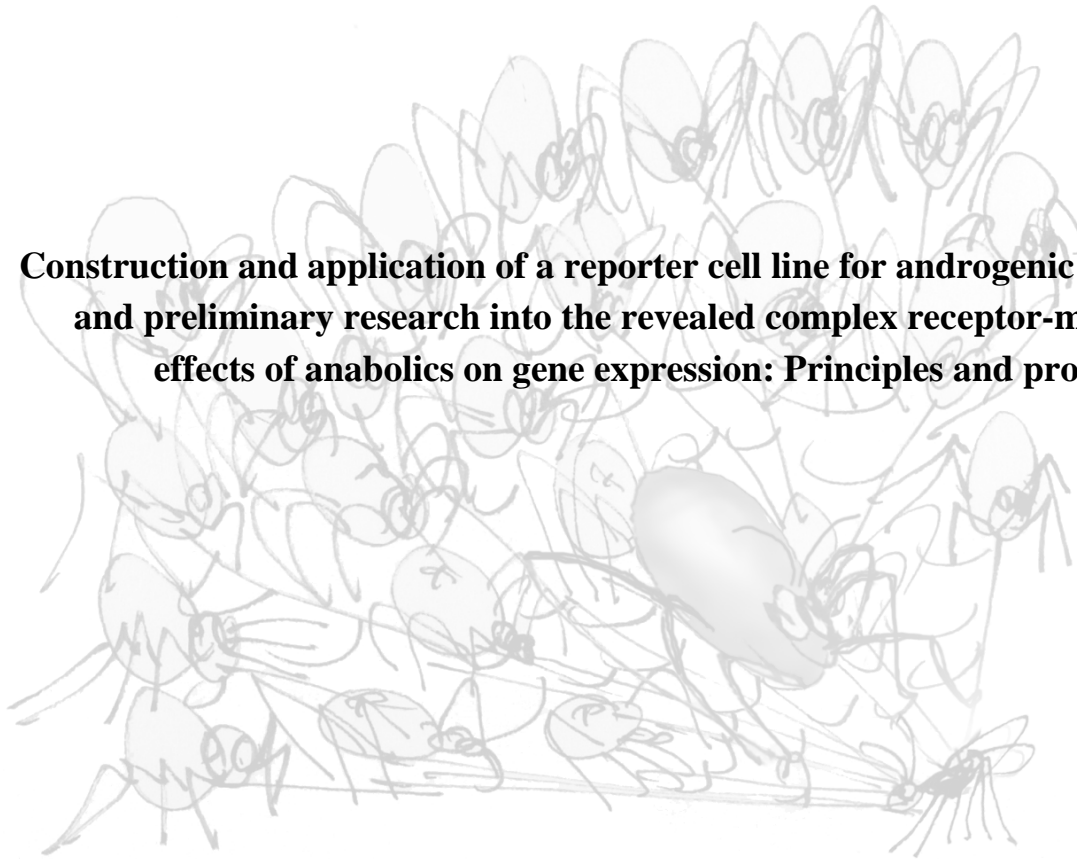 Construction and application of a reporter cell line for androgenic
and preliminary research into the revealed complex
effects of anabolics on gene expression: Principles and